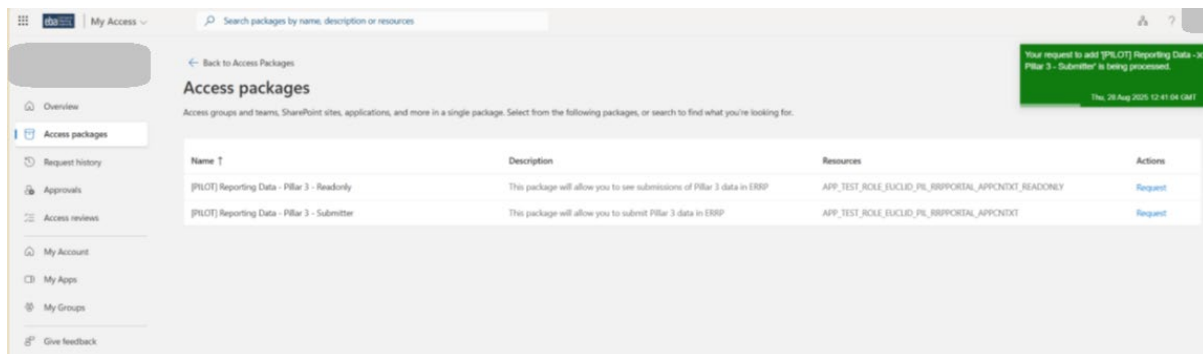 eba
My Access
Search packages by name, description or resources
?
Your request to add '[PILOT] Reporting Data -
Pillar 3 - Submitter' is being processed.
Thu, 28 Aug 2025 12:41:04 GMT
← Back to Access Packages
Access packages
Access groups and teams, SharePoint sites, applications, and more in a single package. Select from the following packages, or search to find what you're looking for.
Overview
Access packages
Request history
Approvals
Access reviews
My Account
My Apps
My Groups
Give feedback
Name ↑ Description Resources Actions
[PILOT] Reporting Data - Pillar 3 - Readonly This package will allow you to see submissions of Pillar 3 data in ERRP APP_TEST_ROLE_EUCLID_PIL_RRPPORTAL_APPCNTXT_READONLY Request
[PILOT] Reporting Data - Pillar 3 - Submitter This package will allow you to submit Pillar 3 data in ERRP APP_TEST_ROLE_EUCLID_PIL_RRPPORTAL_APPCNTXT Request